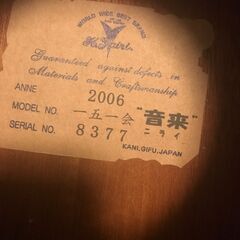 WORLD WIDE BEST BRAND
K.Yairi
Guaranteed against defects in
Materials and Craftsmanship
ANNE 2006
MODEL NO. 一五一会 "音来"
ニライ
SERIAL NO. 8377
KANI, GIFU, JAPAN